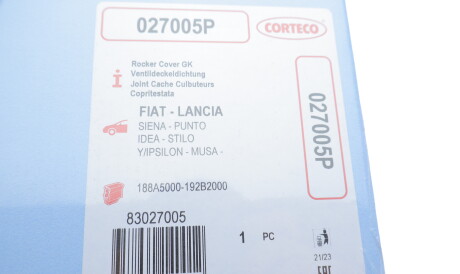 027005P
CORTECO
Rocker Cover GK
Ventildeckeldichtung
Joint Cache Culbuteurs
Copritestata
FIAT - LANCIA
SIENA - PUNTO
IDEA - STILO
Y/IPSILON - MUSA -
027005P
188A5000-192B2000
83027005
1 PC
21/23